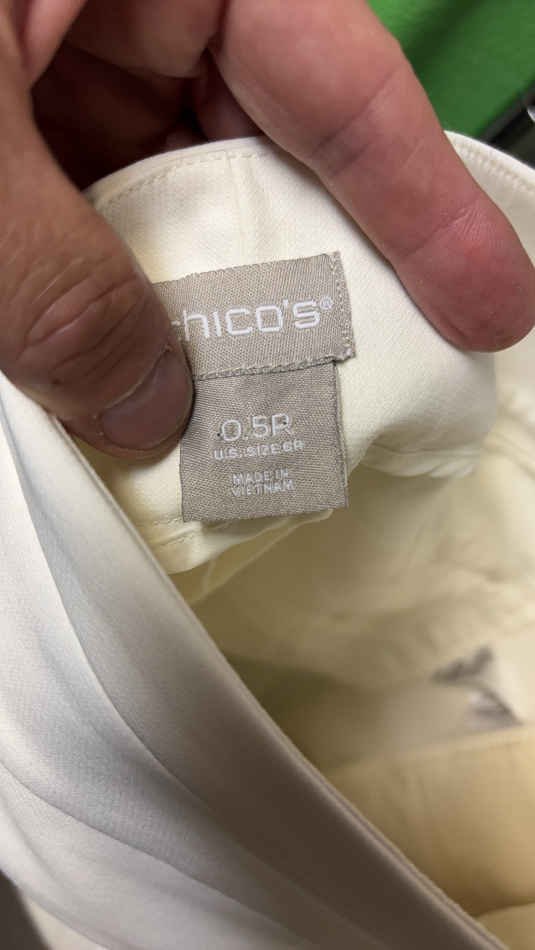 chico's®
0.5R
U.S. SIZE 6R
MADE IN
VIETNAM